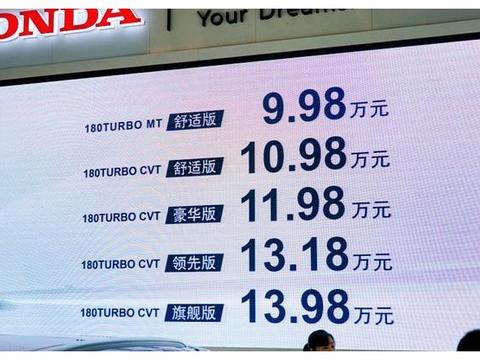 HONDA | Your Dreams
180TURBO MT 舒适版 9.98万元
180TURBO CVT 舒适版 10.98万元
180TURBO CVT 豪华版 11.98万元
180TURBO CVT 领先版 13.18万元
180TURBO CVT 旗舰版 13.98万元